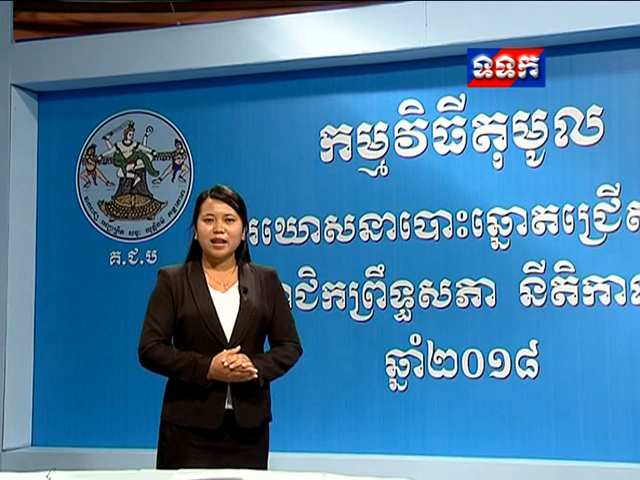 ទទក
កម្មវិធីតុមូល
ឃោសនាបោះឆ្នោតជ្រើស
ជិកព្រឹទ្ធសភា នីតិកាល
ឆ្នាំ២០១៨
គ.ជ.ប